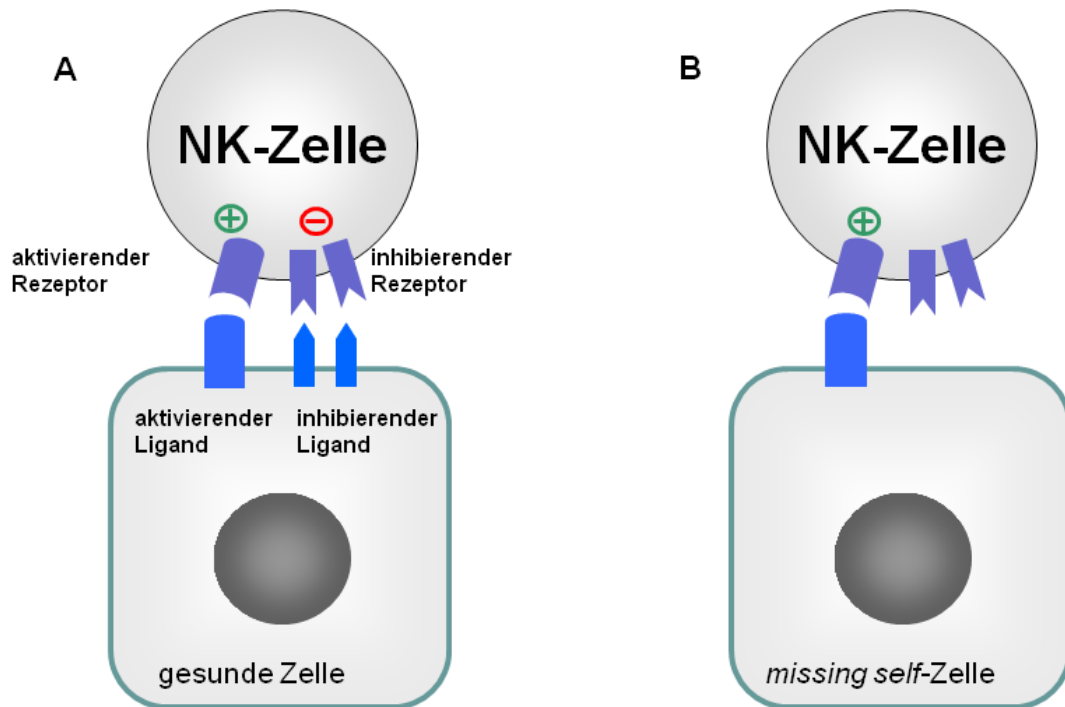 A
NK-Zelle
+
−
aktivierender
Rezeptor
inhibierender
Rezeptor
aktivierender
Ligand
inhibierender
Ligand
gesunde Zelle
B
NK-Zelle
+
missing self-Zelle